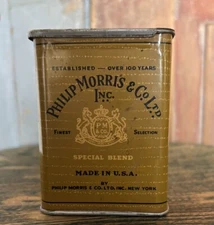 ESTABLISHED — OVER 100 YEARS
PHILIP MORRIS & CO. LTD.
INC.
FINEST SELECTION
SPECIAL BLEND
MADE IN U.S.A.
BY
PHILIP MORRIS & CO. LTD., INC., NEW YORK